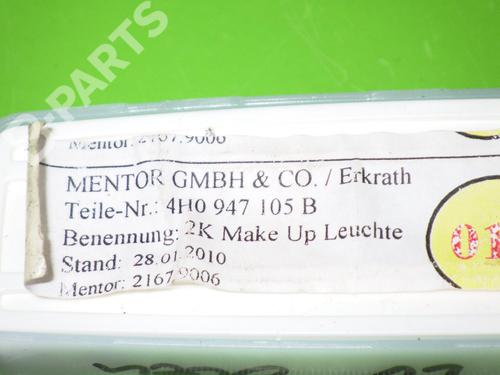 -PARTS
Mentor: 2167.9006
MENTOR GMBH & CO. / Erkrath
Teile-Nr.: 4H0 947 105 B
Benennung: 2K Make Up Leuchte
Stand: 28.01.2010
Mentor: 2167.9006